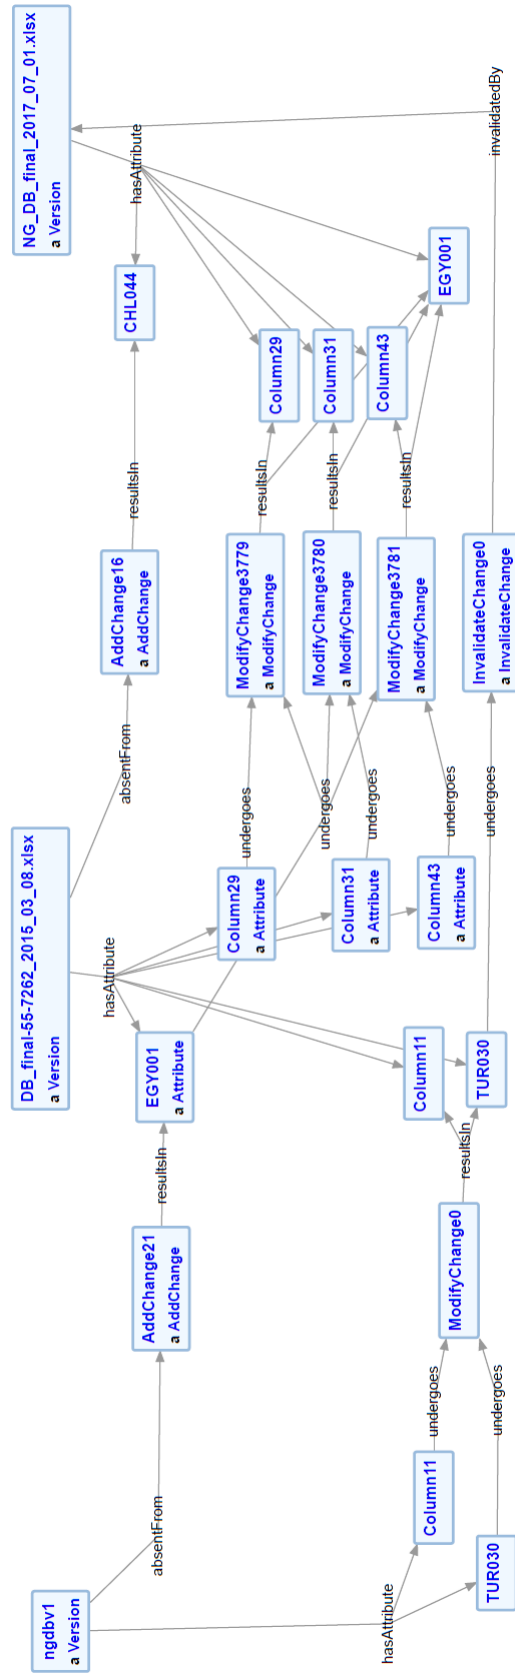 ngdbv1
a Version
absentFrom
hasAttribute
AddChange21
a AddChange
resultsIn
Column11
TUR030
undergoes
undergoes
ModifyChange0
resultsIn
DB_final-55-7262_2015_03_08.xlsx
a Version
hasAttribute
absentFrom
EGY001
a Attribute
Column29
a Attribute
Column31
a Attribute
Column43
a Attribute
Column11
TUR030
undergoes
undergoes
undergoes
undergoes
undergoes
AddChange16
a AddChange
ModifyChange3779
a ModifyChange
ModifyChange3780
a ModifyChange
ModifyChange3781
a ModifyChange
InvalidateChange0
a InvalidateChange
resultsIn
resultsIn
resultsIn
resultsIn
invalidatedBy
NG_DB_final_2017_07_01.xlsx
a Version
hasAttribute
CHL044
Column29
Column31
Column43
EGY001